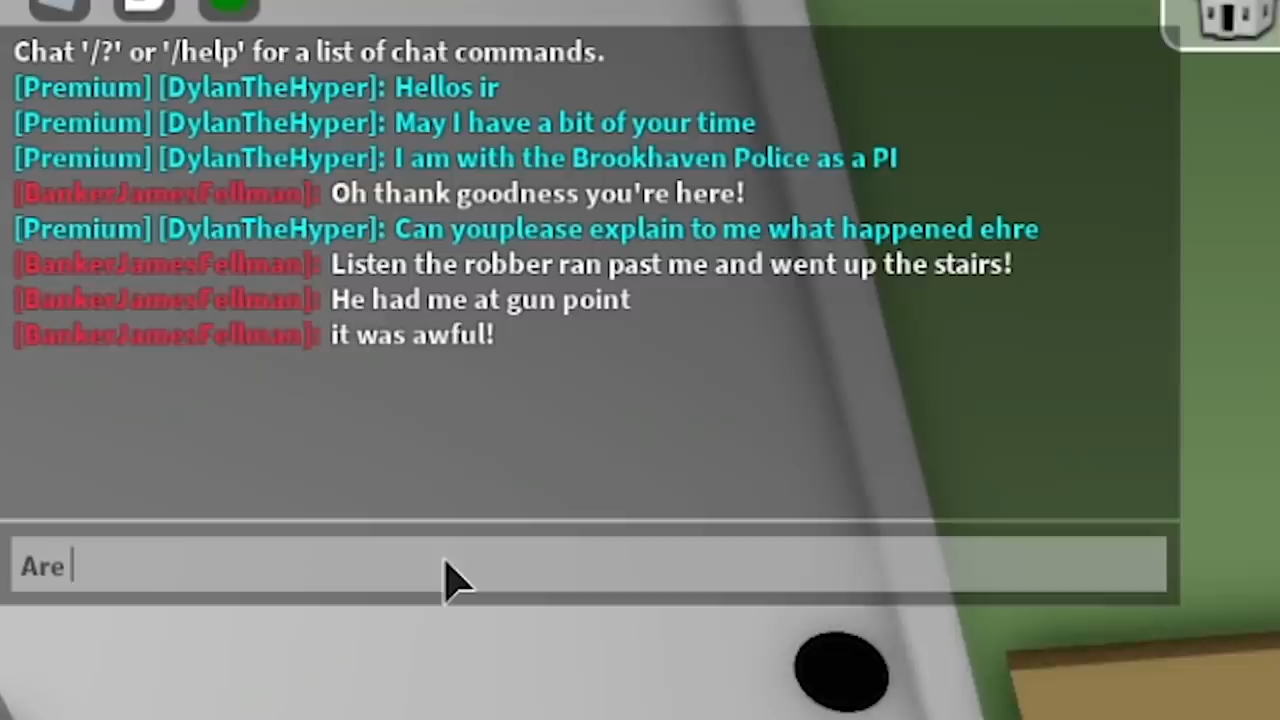 Chat '/?' or '/help' for a list of chat commands.
[Premium] [DylanTheHyper]: Hellos ir
[Premium] [DylanTheHyper]: May I have a bit of your time
[Premium] [DylanTheHyper]: I am with the Brookhaven Police as a PI
[BankerJamesFellman]: Oh thank goodness you're here!
[Premium] [DylanTheHyper]: Can youplease explain to me what happened ehre
[BankerJamesFellman]: Listen the robber ran past me and went up the stairs!
[BankerJamesFellman]: He had me at gun point
[BankerJamesFellman]: it was awful!
Are